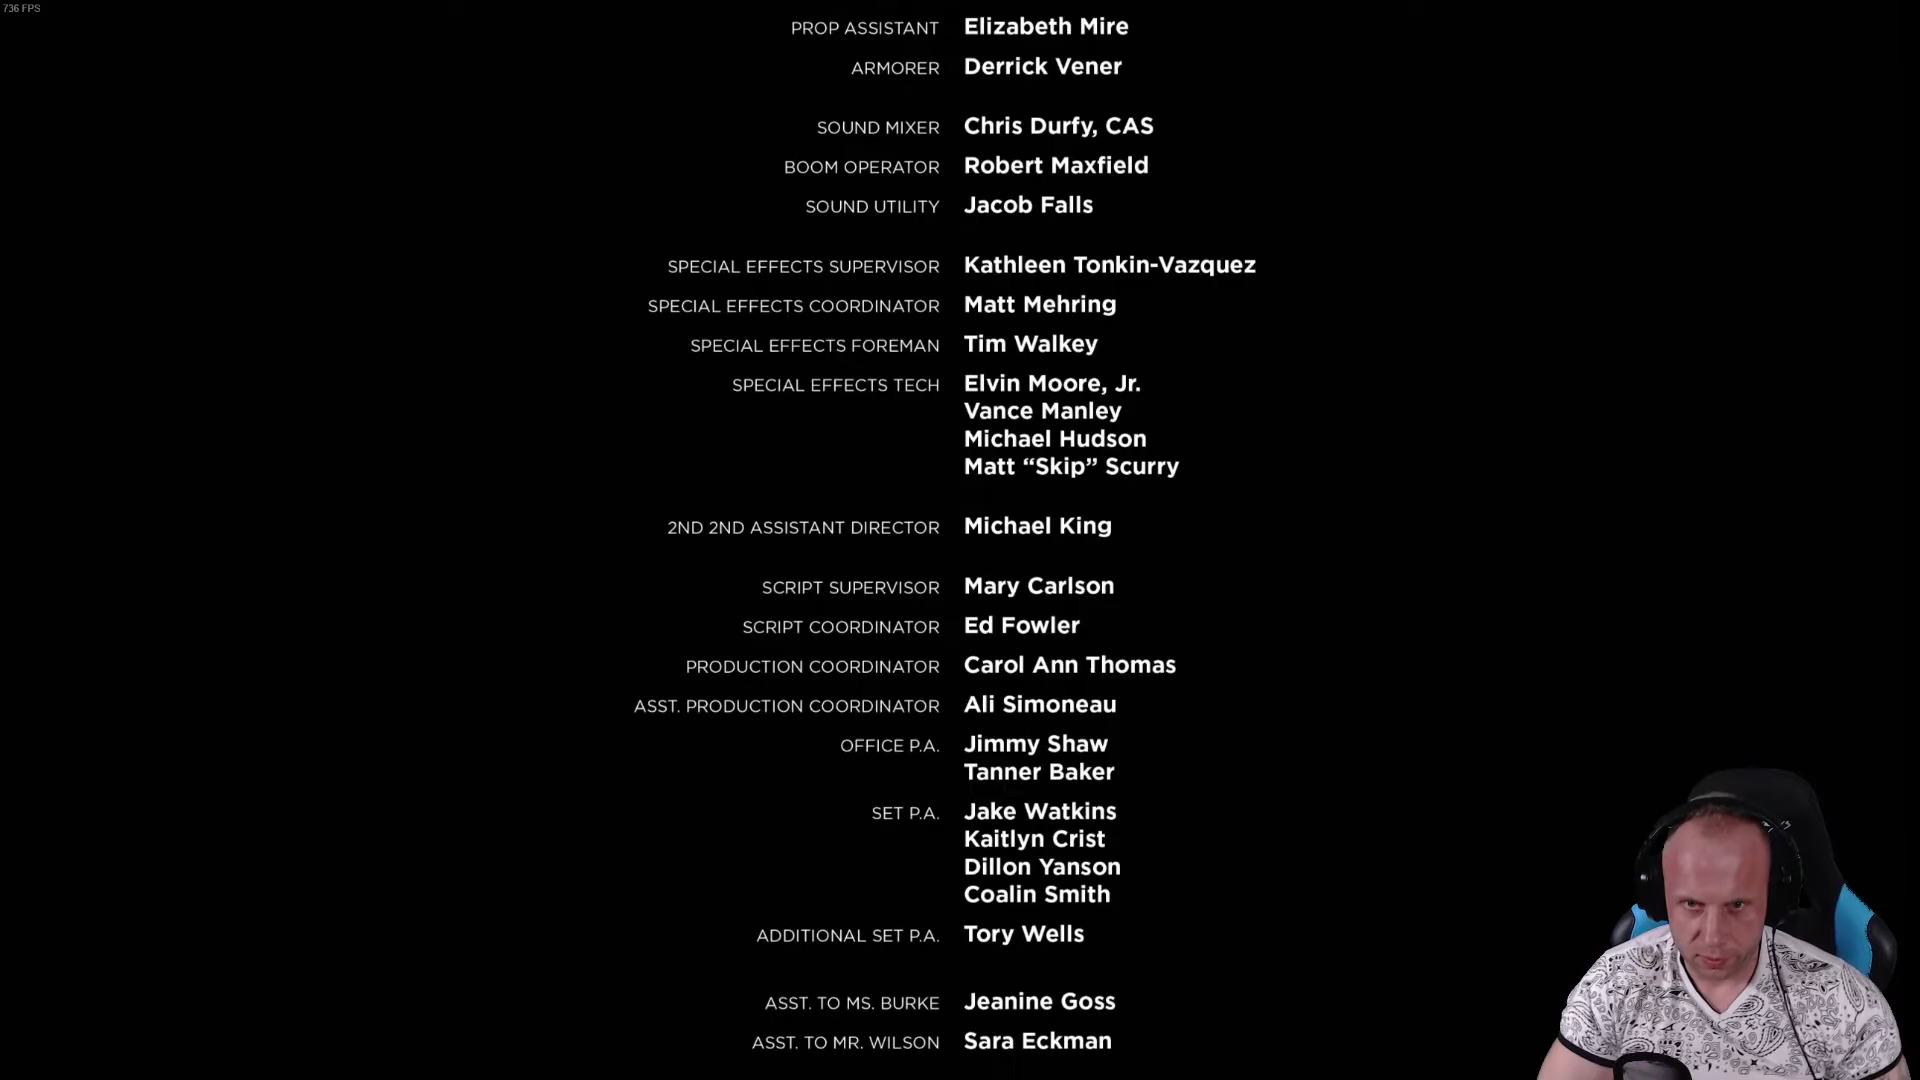 736 FPS
PROP ASSISTANT Elizabeth Mire
ARMORER Derrick Vener
SOUND MIXER Chris Durfy, CAS
BOOM OPERATOR Robert Maxfield
SOUND UTILITY Jacob Falls
SPECIAL EFFECTS SUPERVISOR Kathleen Tonkin-Vazquez
SPECIAL EFFECTS COORDINATOR Matt Mehring
SPECIAL EFFECTS FOREMAN Tim Walkey
SPECIAL EFFECTS TECH Elvin Moore, Jr.
Vance Manley
Michael Hudson
Matt “Skip” Scurry
2ND 2ND ASSISTANT DIRECTOR Michael King
SCRIPT SUPERVISOR Mary Carlson
SCRIPT COORDINATOR Ed Fowler
PRODUCTION COORDINATOR Carol Ann Thomas
ASST. PRODUCTION COORDINATOR Ali Simoneau
OFFICE P.A. Jimmy Shaw
Tanner Baker
SET P.A. Jake Watkins
Kaitlyn Crist
Dillon Yanson
Coalin Smith
ADDITIONAL SET P.A. Tory Wells
ASST. TO MS. BURKE Jeanine Goss
ASST. TO MR. WILSON Sara Eckman